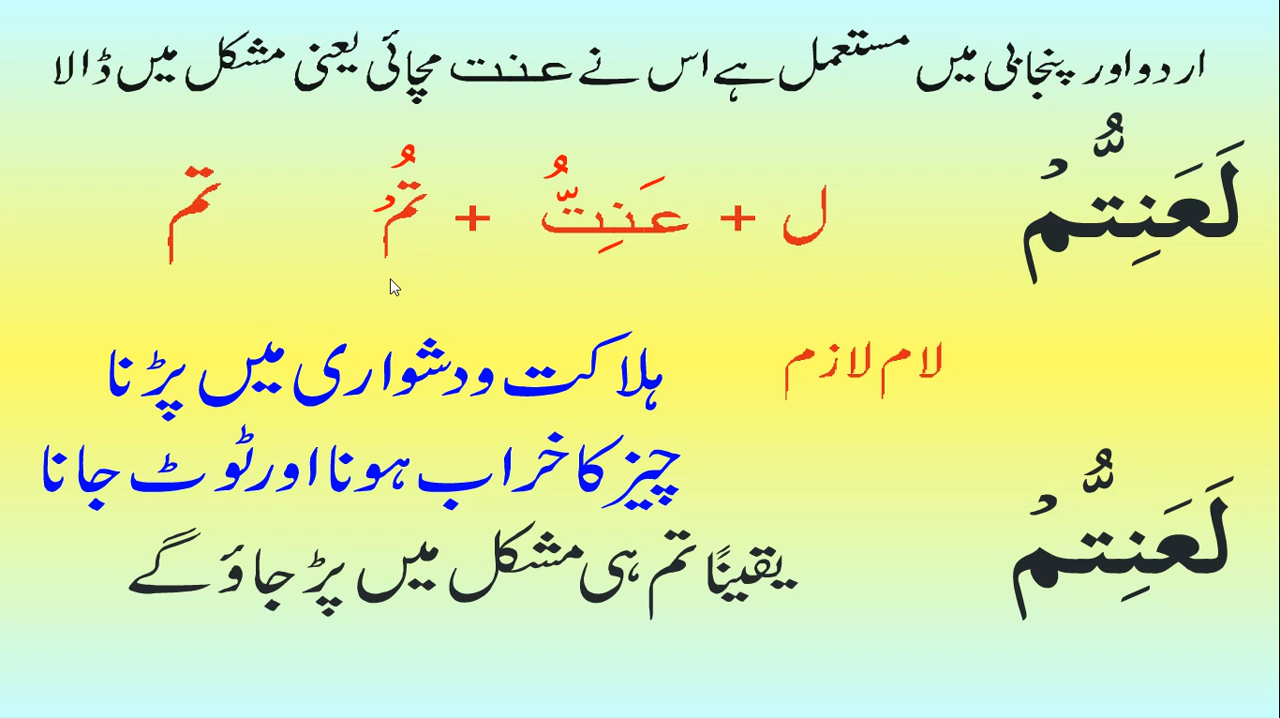 اردو اور پنجابی میں مستعمل ہے اس نے عنت مچائی یعنی مشکل میں ڈالا
لَعَنِتُّمْ ل + عَنِتُّ + تُمْ تم
لام لازم ہلاکت و دشواری میں پڑنا
چیز کا خراب ہونا اور ٹوٹ جانا
لَعَنِتُّمْ یقینًا تم ہی مشکل میں پڑ جاؤ گے